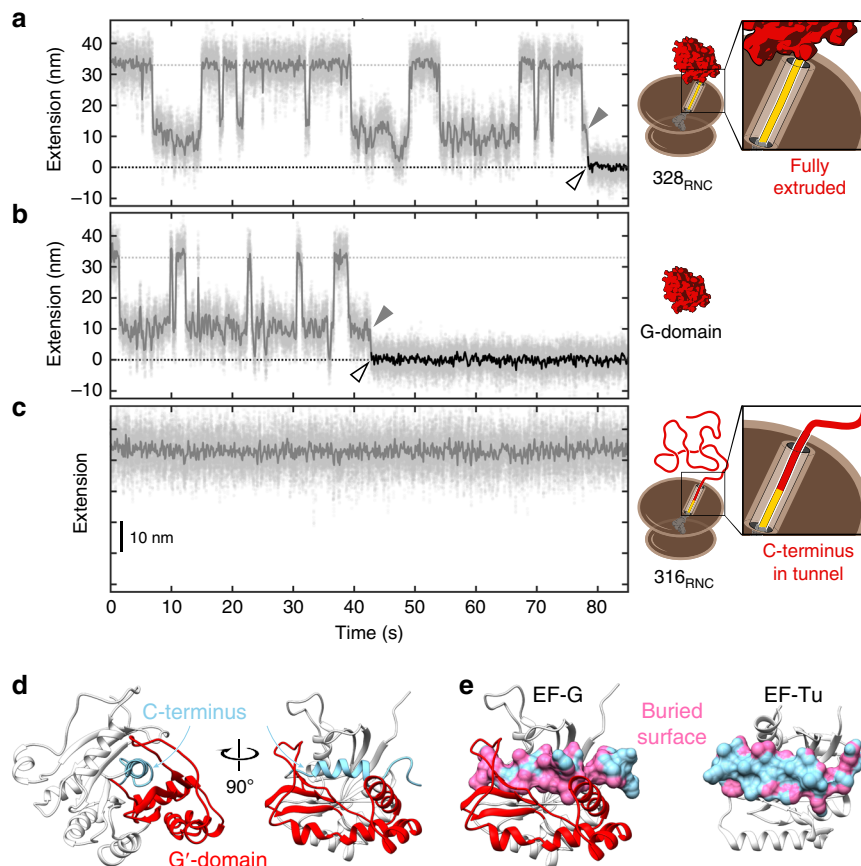 a
Extension (nm)
40
30
20
10
0
−10
328RNC
Fully
extruded
b
Extension (nm)
40
30
20
10
0
−10
G-domain
c
Extension
10 nm
0 10 20 30 40 50 60 70 80
Time (s)
316RNC
C-terminus
in tunnel
d
C-terminus
90°
G′-domain
e
EF-G
Buried
surface
EF-Tu